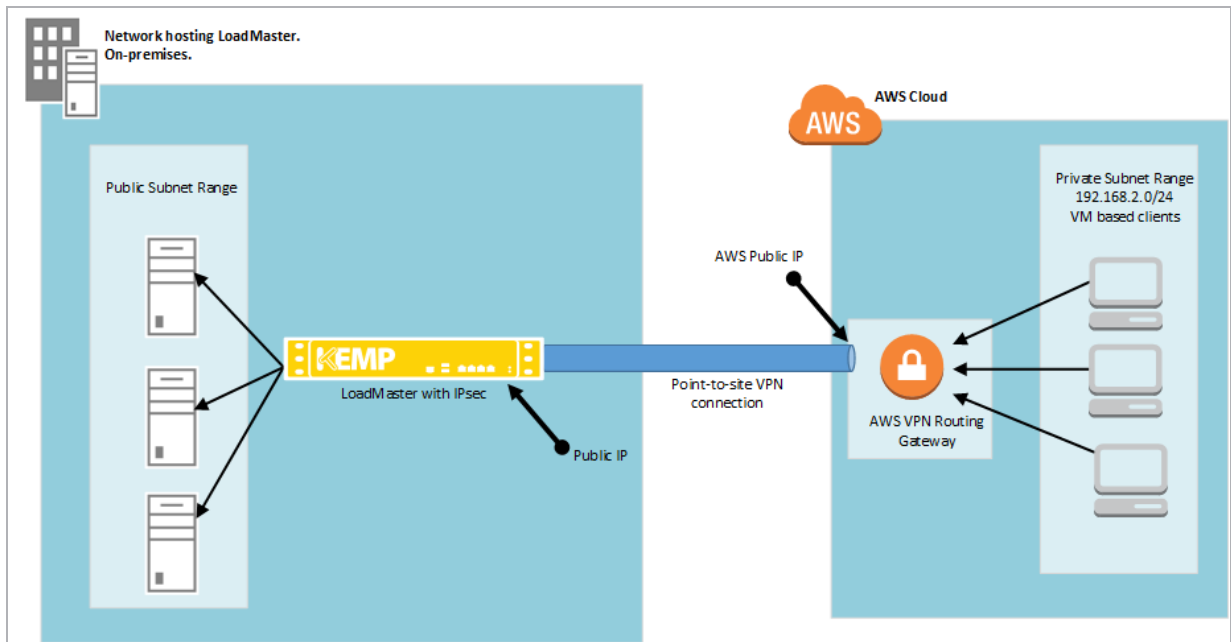 Network hosting LoadMaster.
On-premises.
AWS
AWS Cloud
Public Subnet Range
Private Subnet Range
192.168.2.0/24
VM based clients
AWS Public IP
KEMP
LoadMaster with IPsec
Point-to-site VPN
connection
AWS VPN Routing
Gateway
Public IP